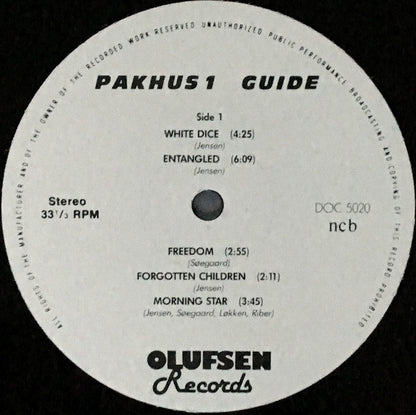 ALL RIGHTS OF THE MANUFACTURER AND OF THE OWNER OF THE RECORDED WORK RESERVED UNAUTHORIZED PUBLIC PERFORMANCE BROADCASTING AND COPYING OF THIS RECORD PROHIBITED
PAKHUS 1 GUIDE
Side 1
WHITE DICE (4:25)
(Jensen)
ENTANGLED (6:09)
(Jensen)
Stereo
33 1/3 RPM
DOC 5020
ncb
FREEDOM (2:55)
(Søegaard)
FORGOTTEN CHILDREN (2:11)
(Jensen)
MORNING STAR (3:45)
(Jensen, Søegaard, Løkken, Riber)
OLUFSEN
Records